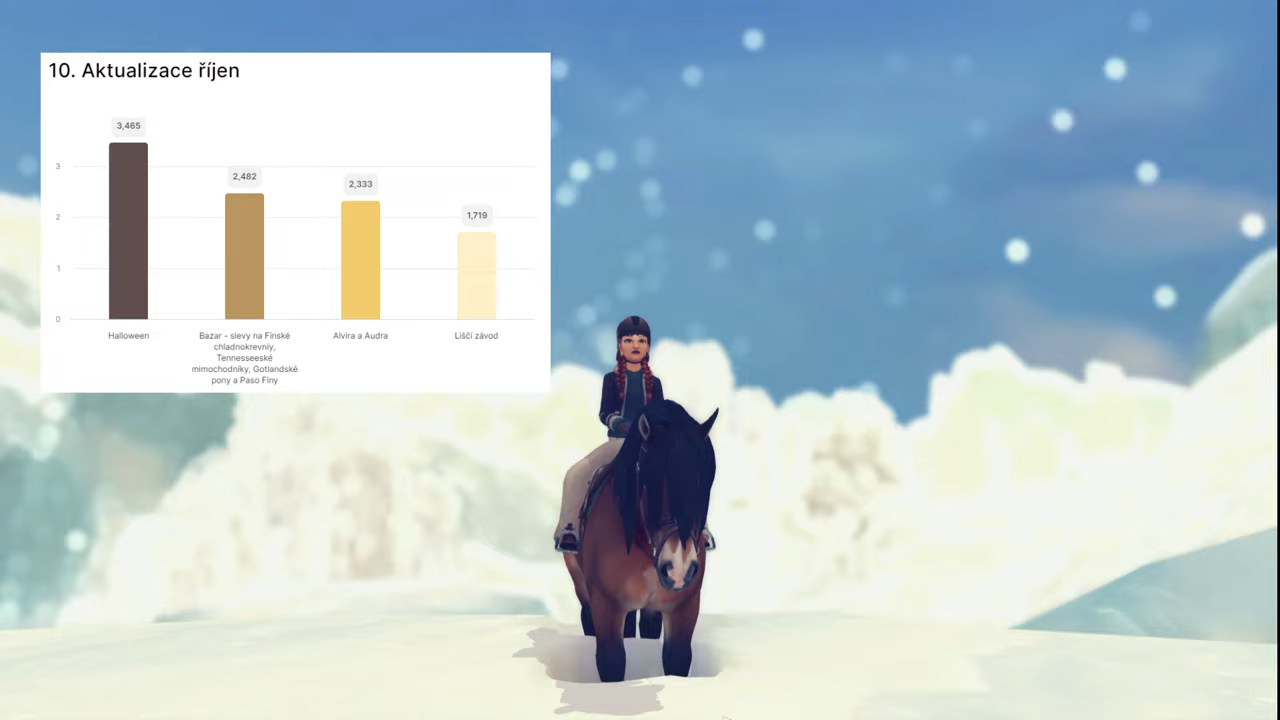 10. Aktualizace říjen
3,465
2,482
2,333
1,719
3
2
1
0
Halloween
Bazar - slevy na Finské
chladnokrevníy,
Tennesseeské
mimochodníky, Gotlandské
pony a Paso Finy
Alvira a Audra
Liščí závod